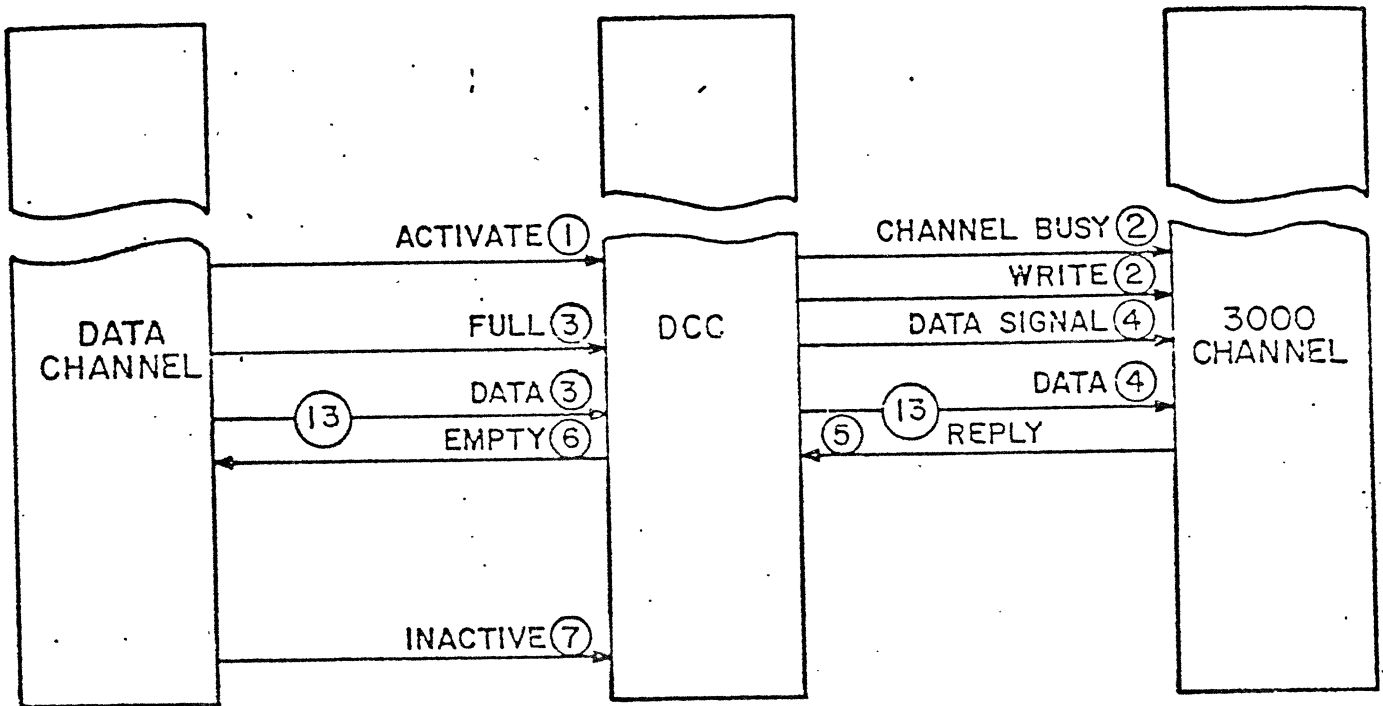 ACTIVATE 1
CHANNEL BUSY 2
WRITE 2
DATA CHANNEL
FULL 3
DCC
DATA SIGNAL 4
3000 CHANNEL
DATA 3
13
DATA 4
13
EMPTY 6
5 REPLY
INACTIVE 7